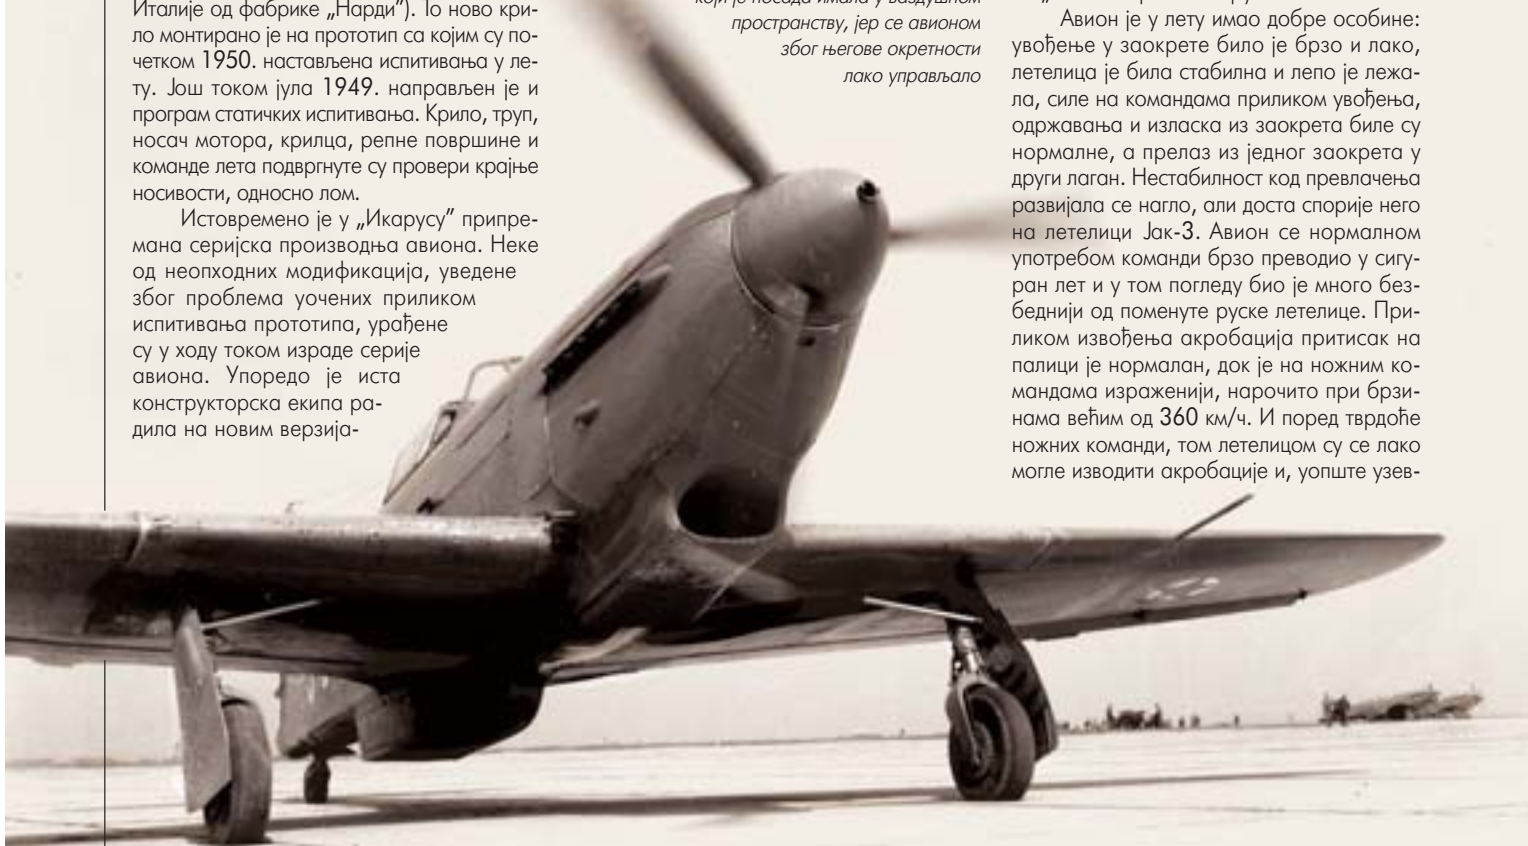 Италије од фабрике „Нарди”). То ново кри-
ло монтирано је на прототип са којим су по-
четком 1950. настављена испитивања у ле-
ту. Још током јула 1949. направљен је и
програм статичких испитивања. Крило, труп,
носач мотора, крилца, репне површине и
команде лета подвргнуте су провери крајње
носивости, односно лом.
Истовремено је у „Икарусу” припре-
мана серијска производња авиона. Неке
од неопходних модификација, уведене
због проблема уочених приликом
испитивања прототипа, урађене
су у ходу током израде серије
авиона. Упоредо је иста
конструкторска екипа ра-
дила на новим верзија-
који је посада имала у ваздушном
пространству, јер се авионом
због његове окретности
лако управљало
Авион је у лету имао добре особине:
увођење у заокрете било је брзо и лако,
летелица је била стабилна и лепо је лежа-
ла, силе на командама приликом увођења,
одржавања и изласка из заокрета биле су
нормалне, а прелаз из једног заокрета у
други лаган. Нестабилност код превлачења
развијала се нагло, али доста спорије него
на летелици Јак-3. Авион се нормалном
употребом команди брзо преводио у сигу-
ран лет и у том погледу био је много без-
беднији од поменуте руске летелице. При-
ликом извођења акробација притисак на
палици је нормалан, док је на ножним ко-
мандама израженији, нарочито при брзи-
нама већим од 360 км/ч. И поред тврдоће
ножних команди, том летелицом су се лако
могле изводити акробације и, уопште узев-